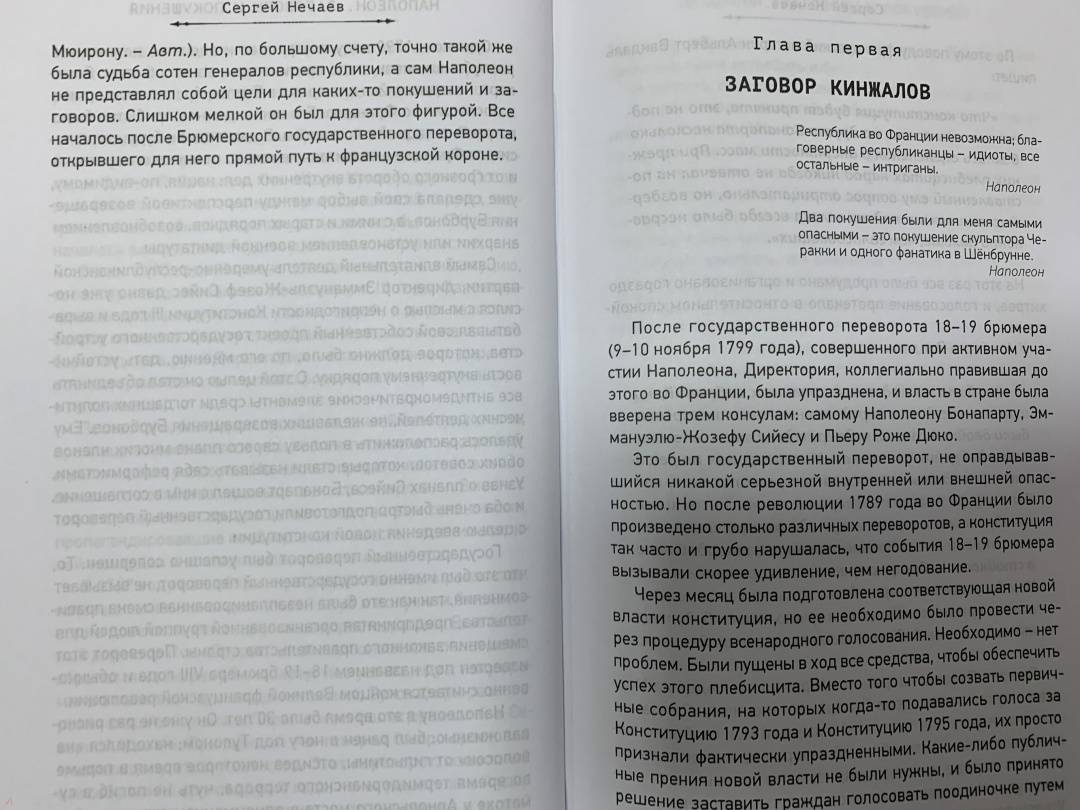 Сергей Нечаев
Мюирону. – Авт.). Но, по большому счету, точно такой же
была судьба сотен генералов республики, а сам Наполеон
не представлял собой цели для каких-то покушений и за-
говоров. Слишком мелкой он был для этого фигурой. Все
началось после Брюмерского государственного переворота,
открывшего для него прямой путь к французской короне.
Глава первая
ЗАГОВОР КИНЖАЛОВ
Республика во Франции невозможна; бла-
говерные республиканцы – идиоты, все
остальные – интриганы.
Наполеон
Два покушения были для меня самыми
опасными – это покушение скульптора Че-
ракки и одного фанатика в Шёнбрунне.
Наполеон
После государственного переворота 18–19 брюмера
(9–10 ноября 1799 года), совершенного при активном уча-
стии Наполеона, Директория, коллегиально правившая до
этого во Франции, была упразднена, и власть в стране была
вверена трем консулам: самому Наполеону Бонапарту, Эм-
мануэлю-Жозефу Сийесу и Пьеру Роже Дюко.
Это был государственный переворот, не оправдывав-
шийся никакой серьезной внутренней или внешней опас-
ностью. Но после революции 1789 года во Франции было
произведено столько различных переворотов, а конституция
так часто и грубо нарушалась, что события 18–19 брюмера
вызывали скорее удивление, чем негодование.
Через месяц была подготовлена соответствующая новой
власти конституция, но ее необходимо было провести че-
рез процедуру всенародного голосования. Необходимо – нет
проблем. Были пущены в ход все средства, чтобы обеспечить
успех этого плебисцита. Вместо того чтобы созвать первич-
ные собрания, на которых когда-то подавались голоса за
Конституцию 1793 года и Конституцию 1795 года, их просто
признали фактически упраздненными. Какие-либо публич-
ные прения новой власти не были нужны, и было принято
решение заставить граждан голосовать поодиночке путем